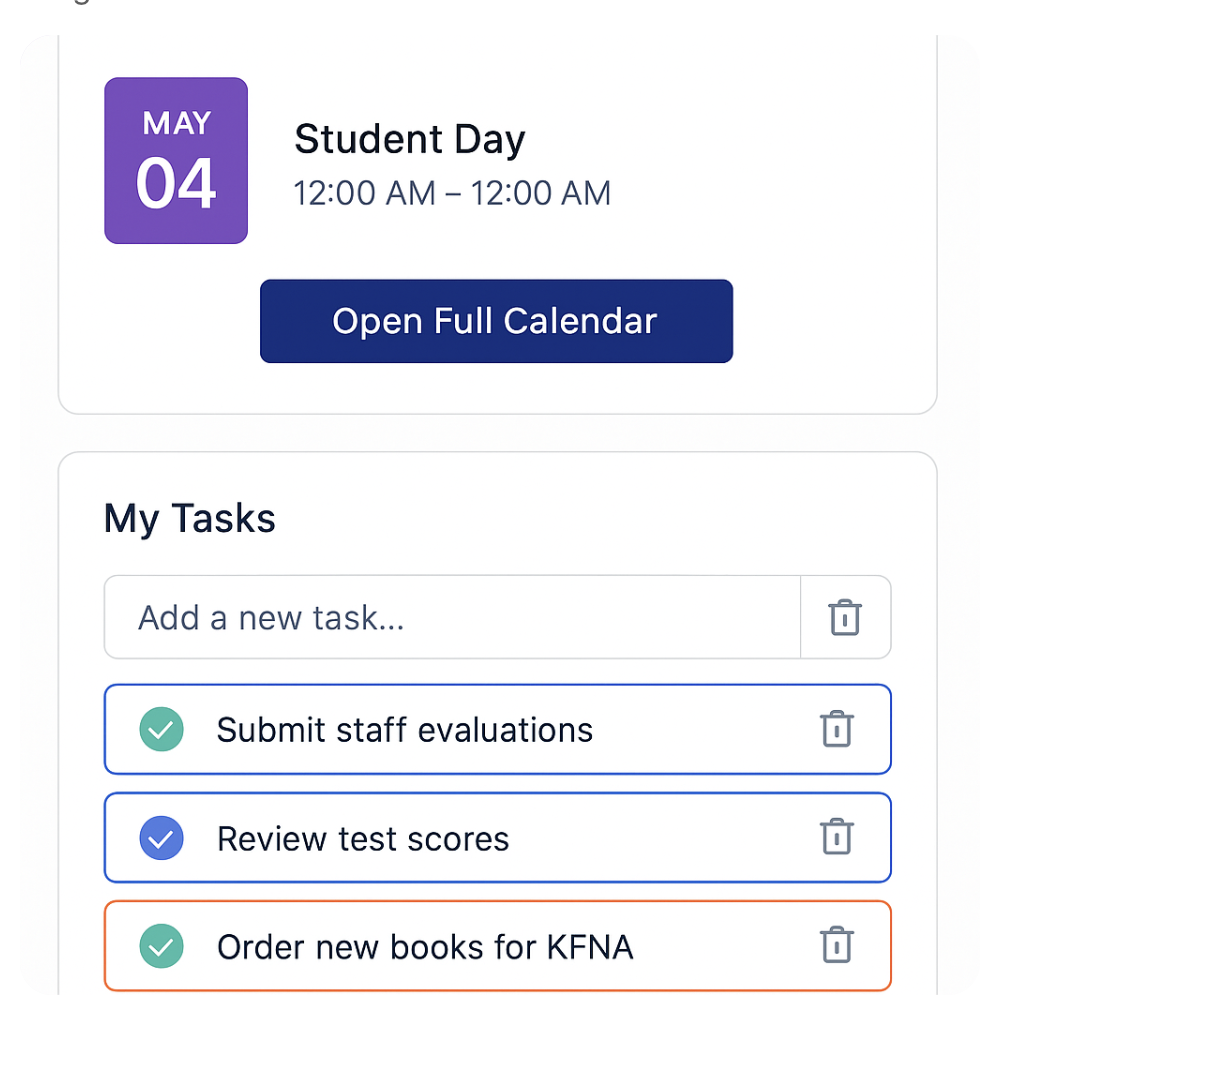 MAY
04
Student Day
12:00 AM – 12:00 AM
Open Full Calendar
My Tasks
Add a new task...
Submit staff evaluations
Review test scores
Order new books for KFNA